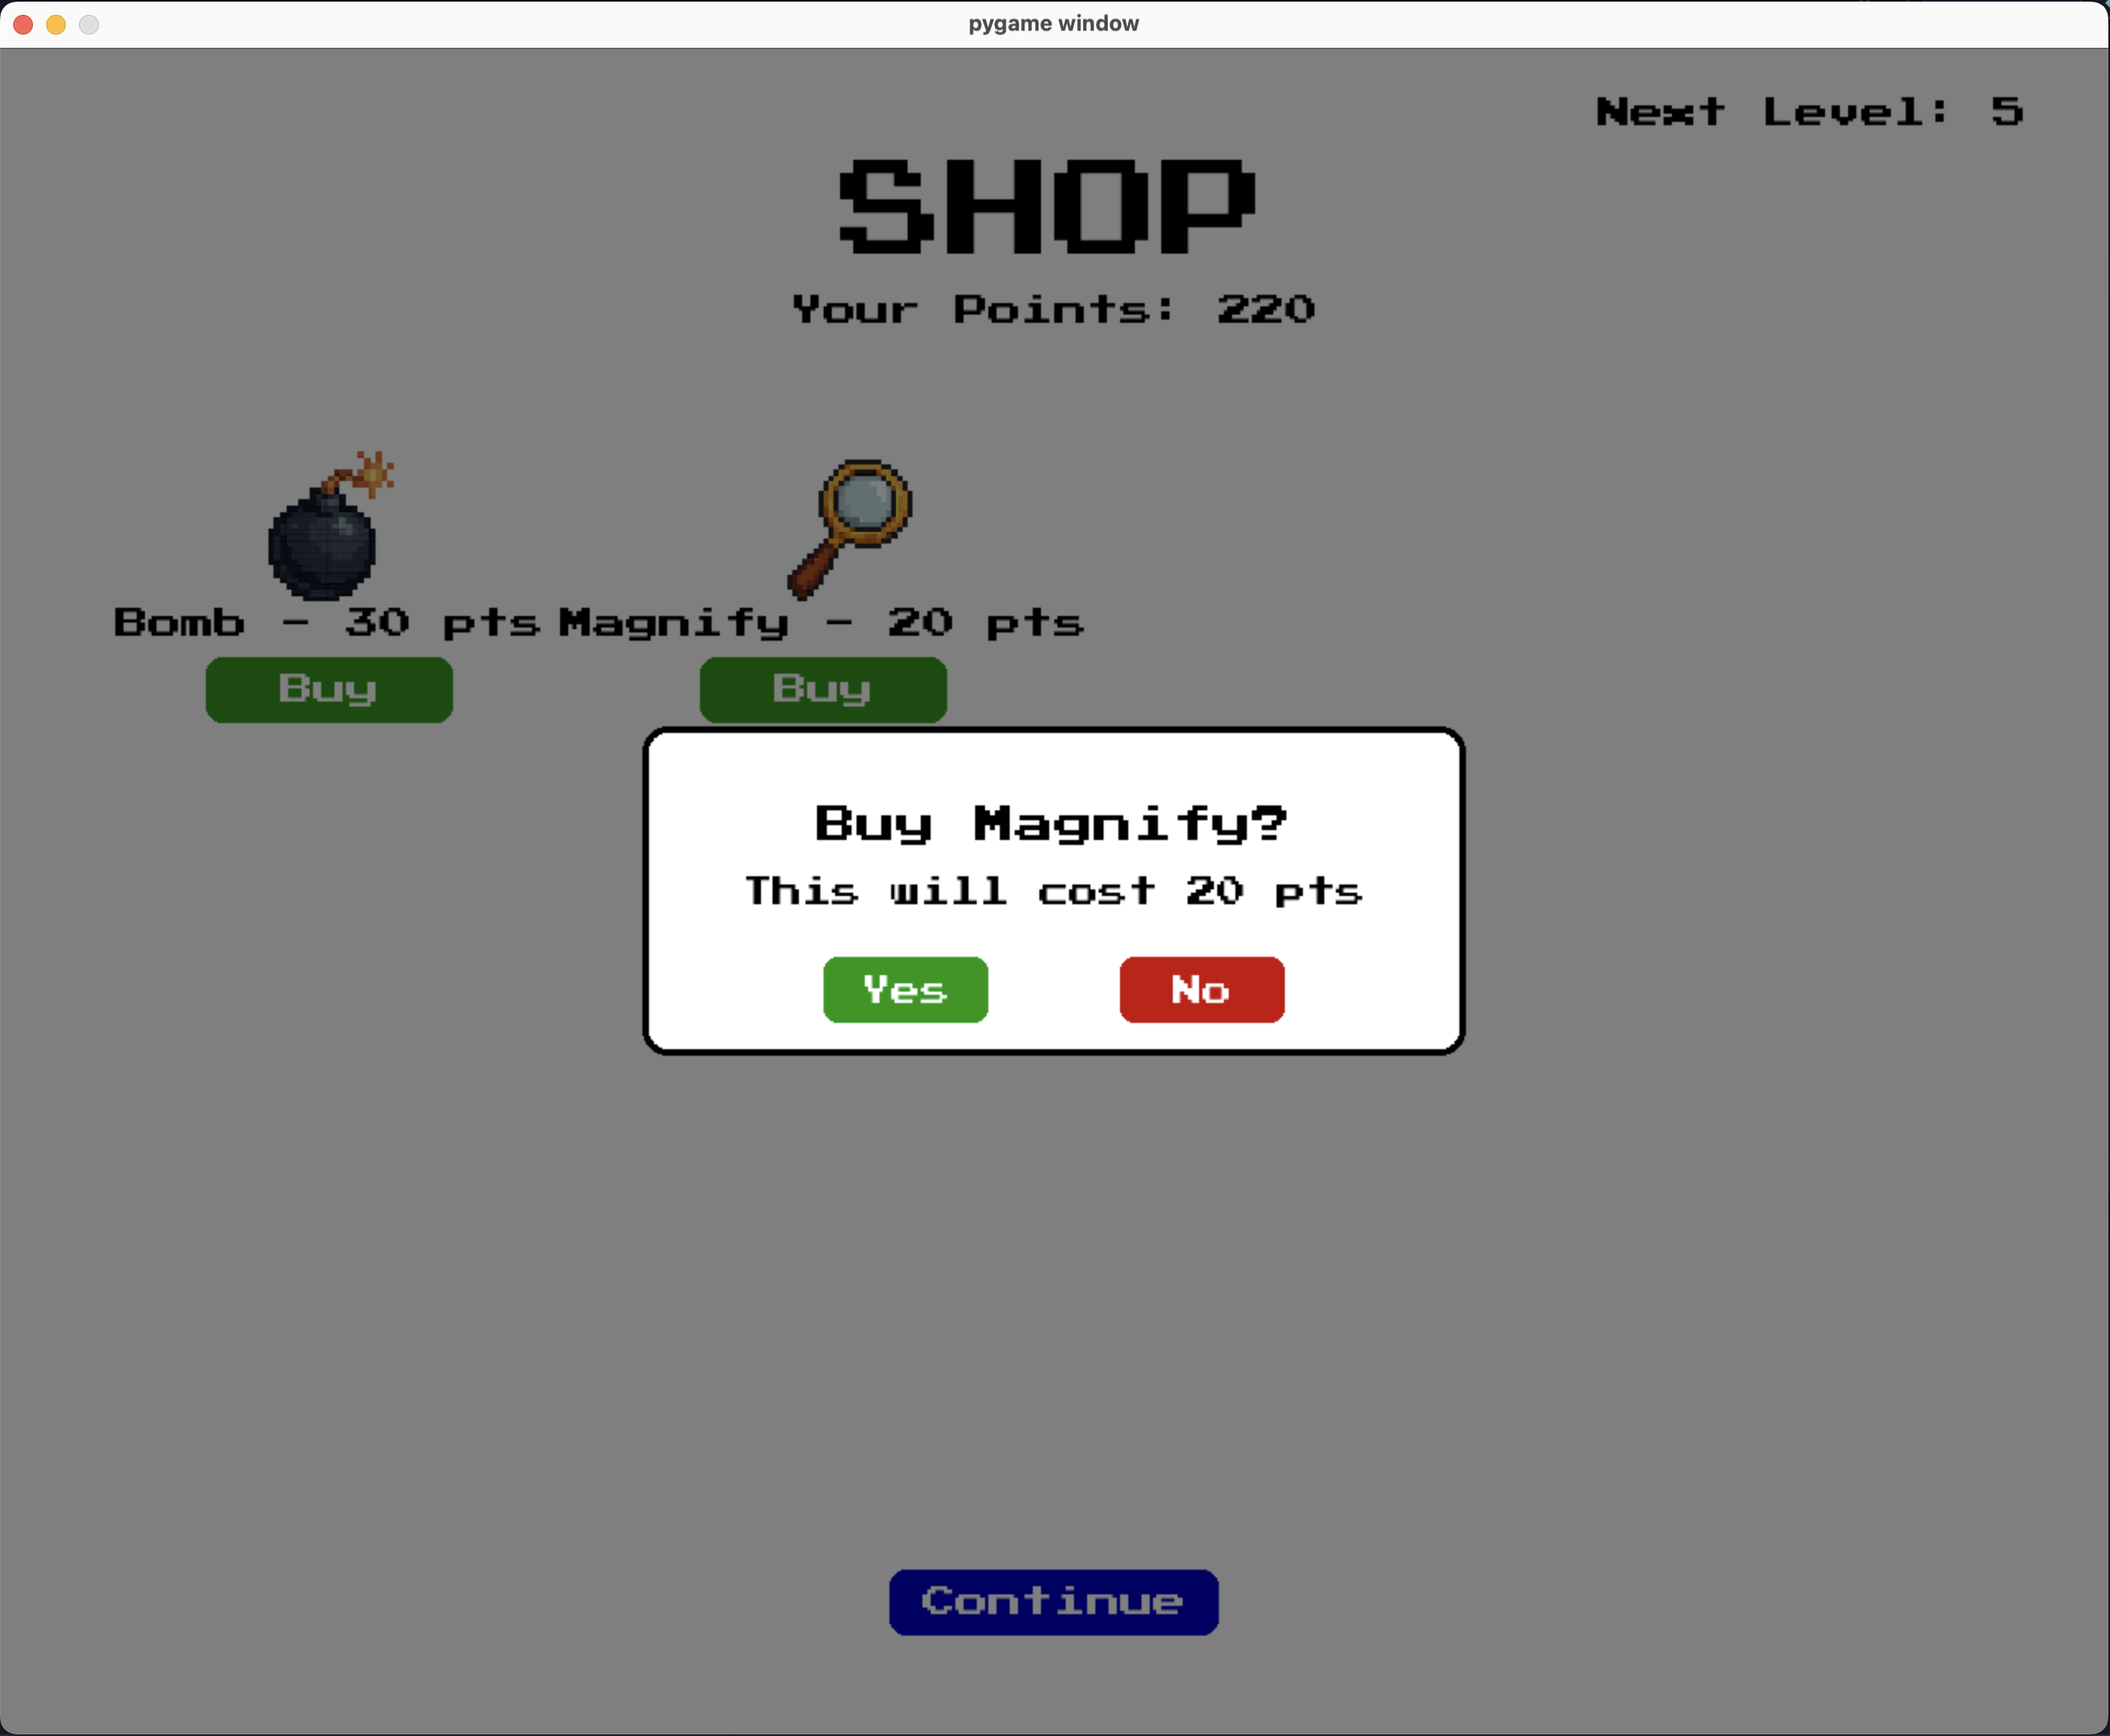 pygame window
Next Level: 5
SHOP
Your Points: 220
Bomb - 30 pts Magnify - 20 pts
Buy Buy
Buy Magnify?
This will cost 20 pts
Yes No
Continue